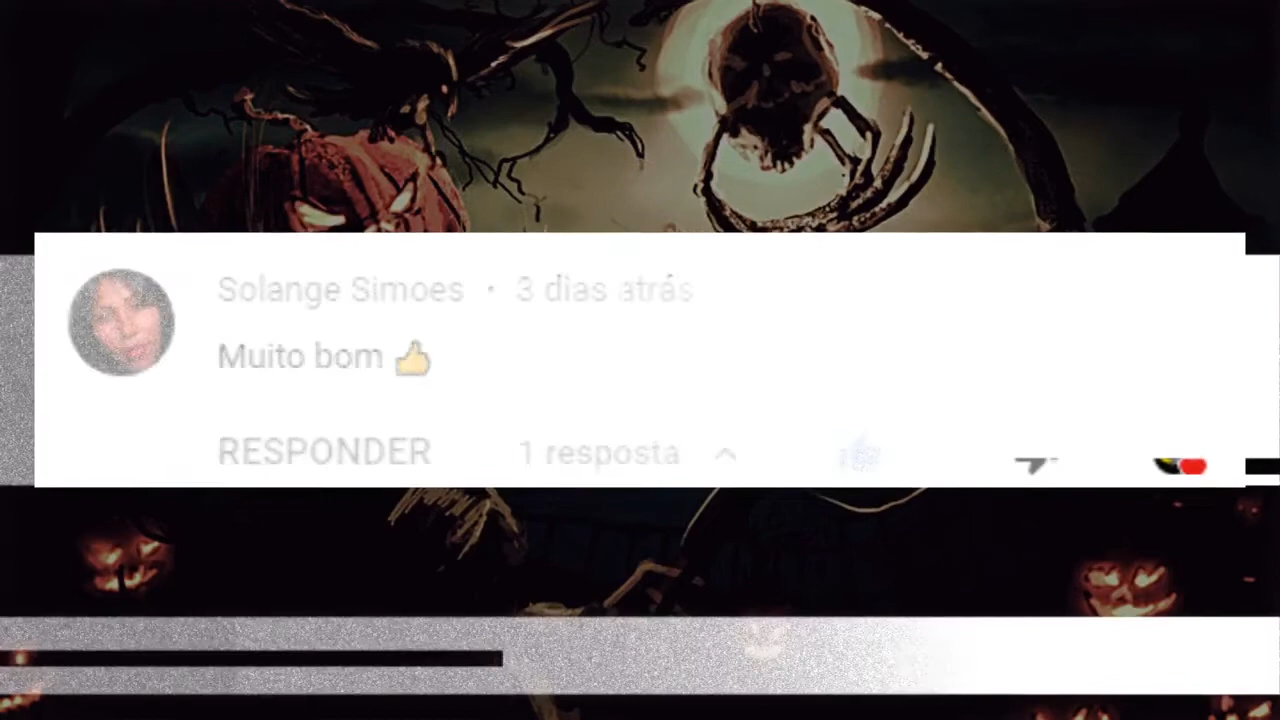 Solange Simoes · 3 dias atrás
Muito bom 👍
RESPONDER 1 resposta